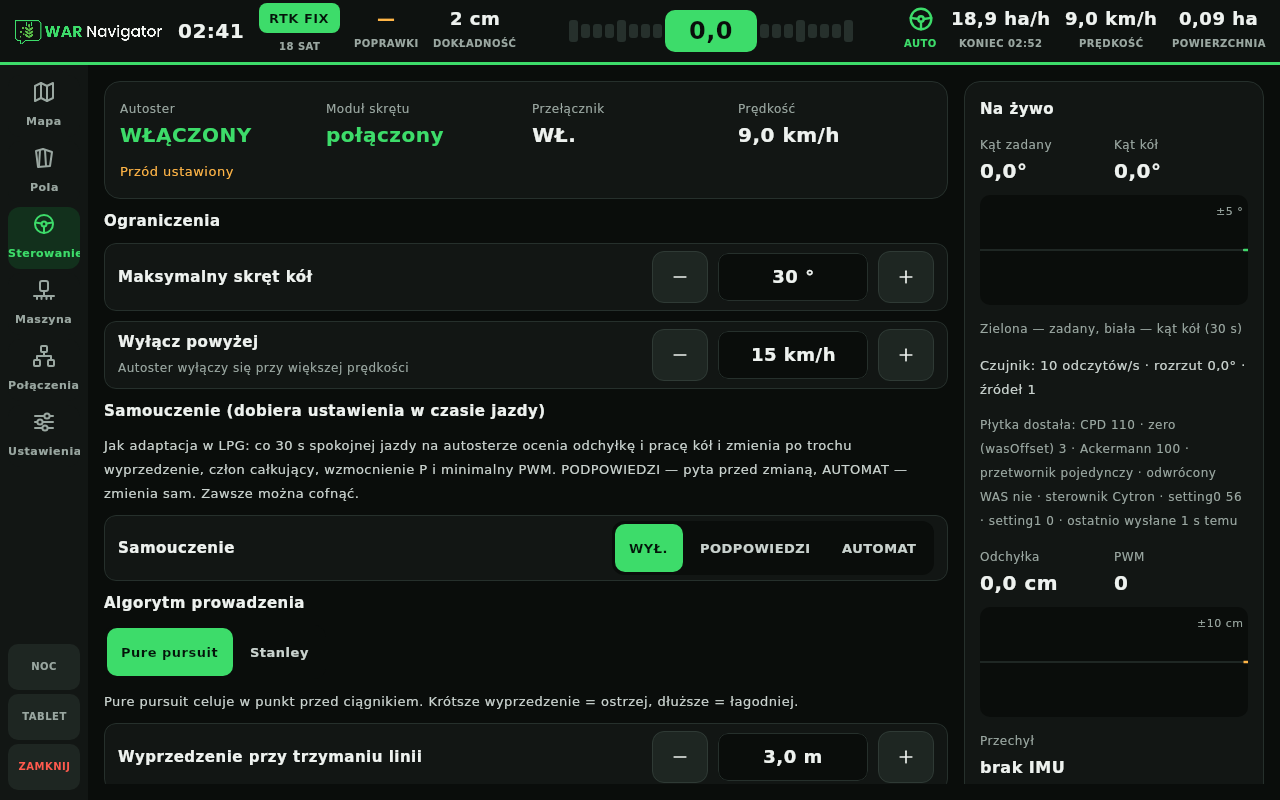 WAR Navigator
02:41
RTK FIX
18 SAT
—
POPRAWKI
2 cm
DOKŁADNOŚĆ
0,0
AUTO
18,9 ha/h
KONIEC 02:52
9,0 km/h
PRĘDKOŚĆ
0,09 ha
POWIERZCHNIA
Mapa
Pola
Sterowanie
Maszyna
Połączenia
Ustawienia
NOC
TABLET
ZAMKNIJ
Autoster
WŁĄCZONY
Moduł skrętu
połączony
Przełącznik
WŁ.
Prędkość
9,0 km/h
Przód ustawiony
Ograniczenia
Maksymalny skręt kół
−
30 °
+
Wyłącz powyżej
Autoster wyłączy się przy większej prędkości
−
15 km/h
+
Samouczenie (dobiera ustawienia w czasie jazdy)
Jak adaptacja w LPG: co 30 s spokojnej jazdy na autosterze ocenia odchyłkę i pracę kół i zmienia po trochu
wyprzedzenie, człon całkujący, wzmocnienie P i minimalny PWM. PODPOWIEDZI — pyta przed zmianą, AUTOMAT —
zmienia sam. Zawsze można cofnąć.
Samouczenie
WYŁ.
PODPOWIEDZI
AUTOMAT
Algorytm prowadzenia
Pure pursuit
Stanley
Pure pursuit celuje w punkt przed ciągnikiem. Krótsze wyprzedzenie = ostrzej, dłuższe = łagodniej.
Wyprzedzenie przy trzymaniu linii
−
3,0 m
+
Na żywo
Kąt zadany
0,0°
Kąt kół
0,0°
±5 °
Zielona — zadany, biała — kąt kół (30 s)
Czujnik: 10 odczytów/s · rozrzut 0,0° ·
źródeł 1
Płytka dostała: CPD 110 · zero
(wasOffset) 3 · Ackermann 100 ·
przetwornik pojedynczy · odwrócony
WAS nie · sterownik Cytron · setting0 56
· setting1 0 · ostatnio wysłane 1 s temu
Odchyłka
0,0 cm
PWM
0
±10 cm
Przechył
brak IMU